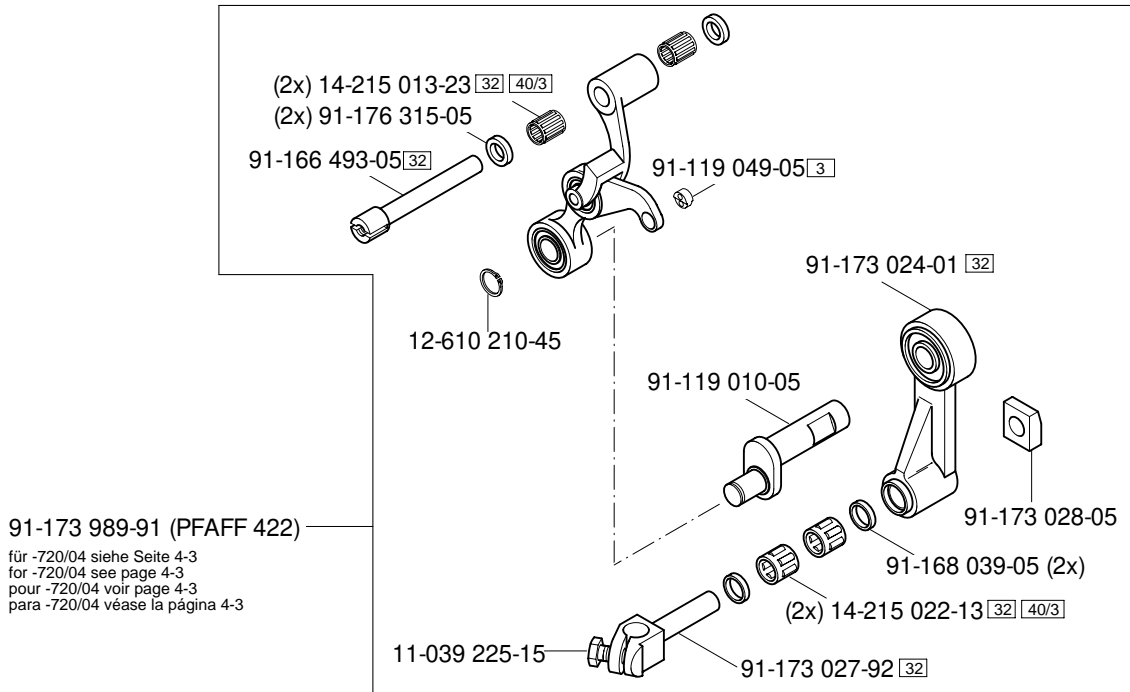 (2x) 14-215 013-23 32 40/3
(2x) 91-176 315-05
91-166 493-05 32
91-119 049-05 3
91-173 024-01 32
12-610 210-45
91-119 010-05
91-173 989-91 (PFAFF 422)
für -720/04 siehe Seite 4-3
for -720/04 see page 4-3
pour -720/04 voir page 4-3
para -720/04 véase la página 4-3
91-173 028-05
91-168 039-05 (2x)
(2x) 14-215 022-13 32 40/3
11-039 225-15
91-173 027-92 32